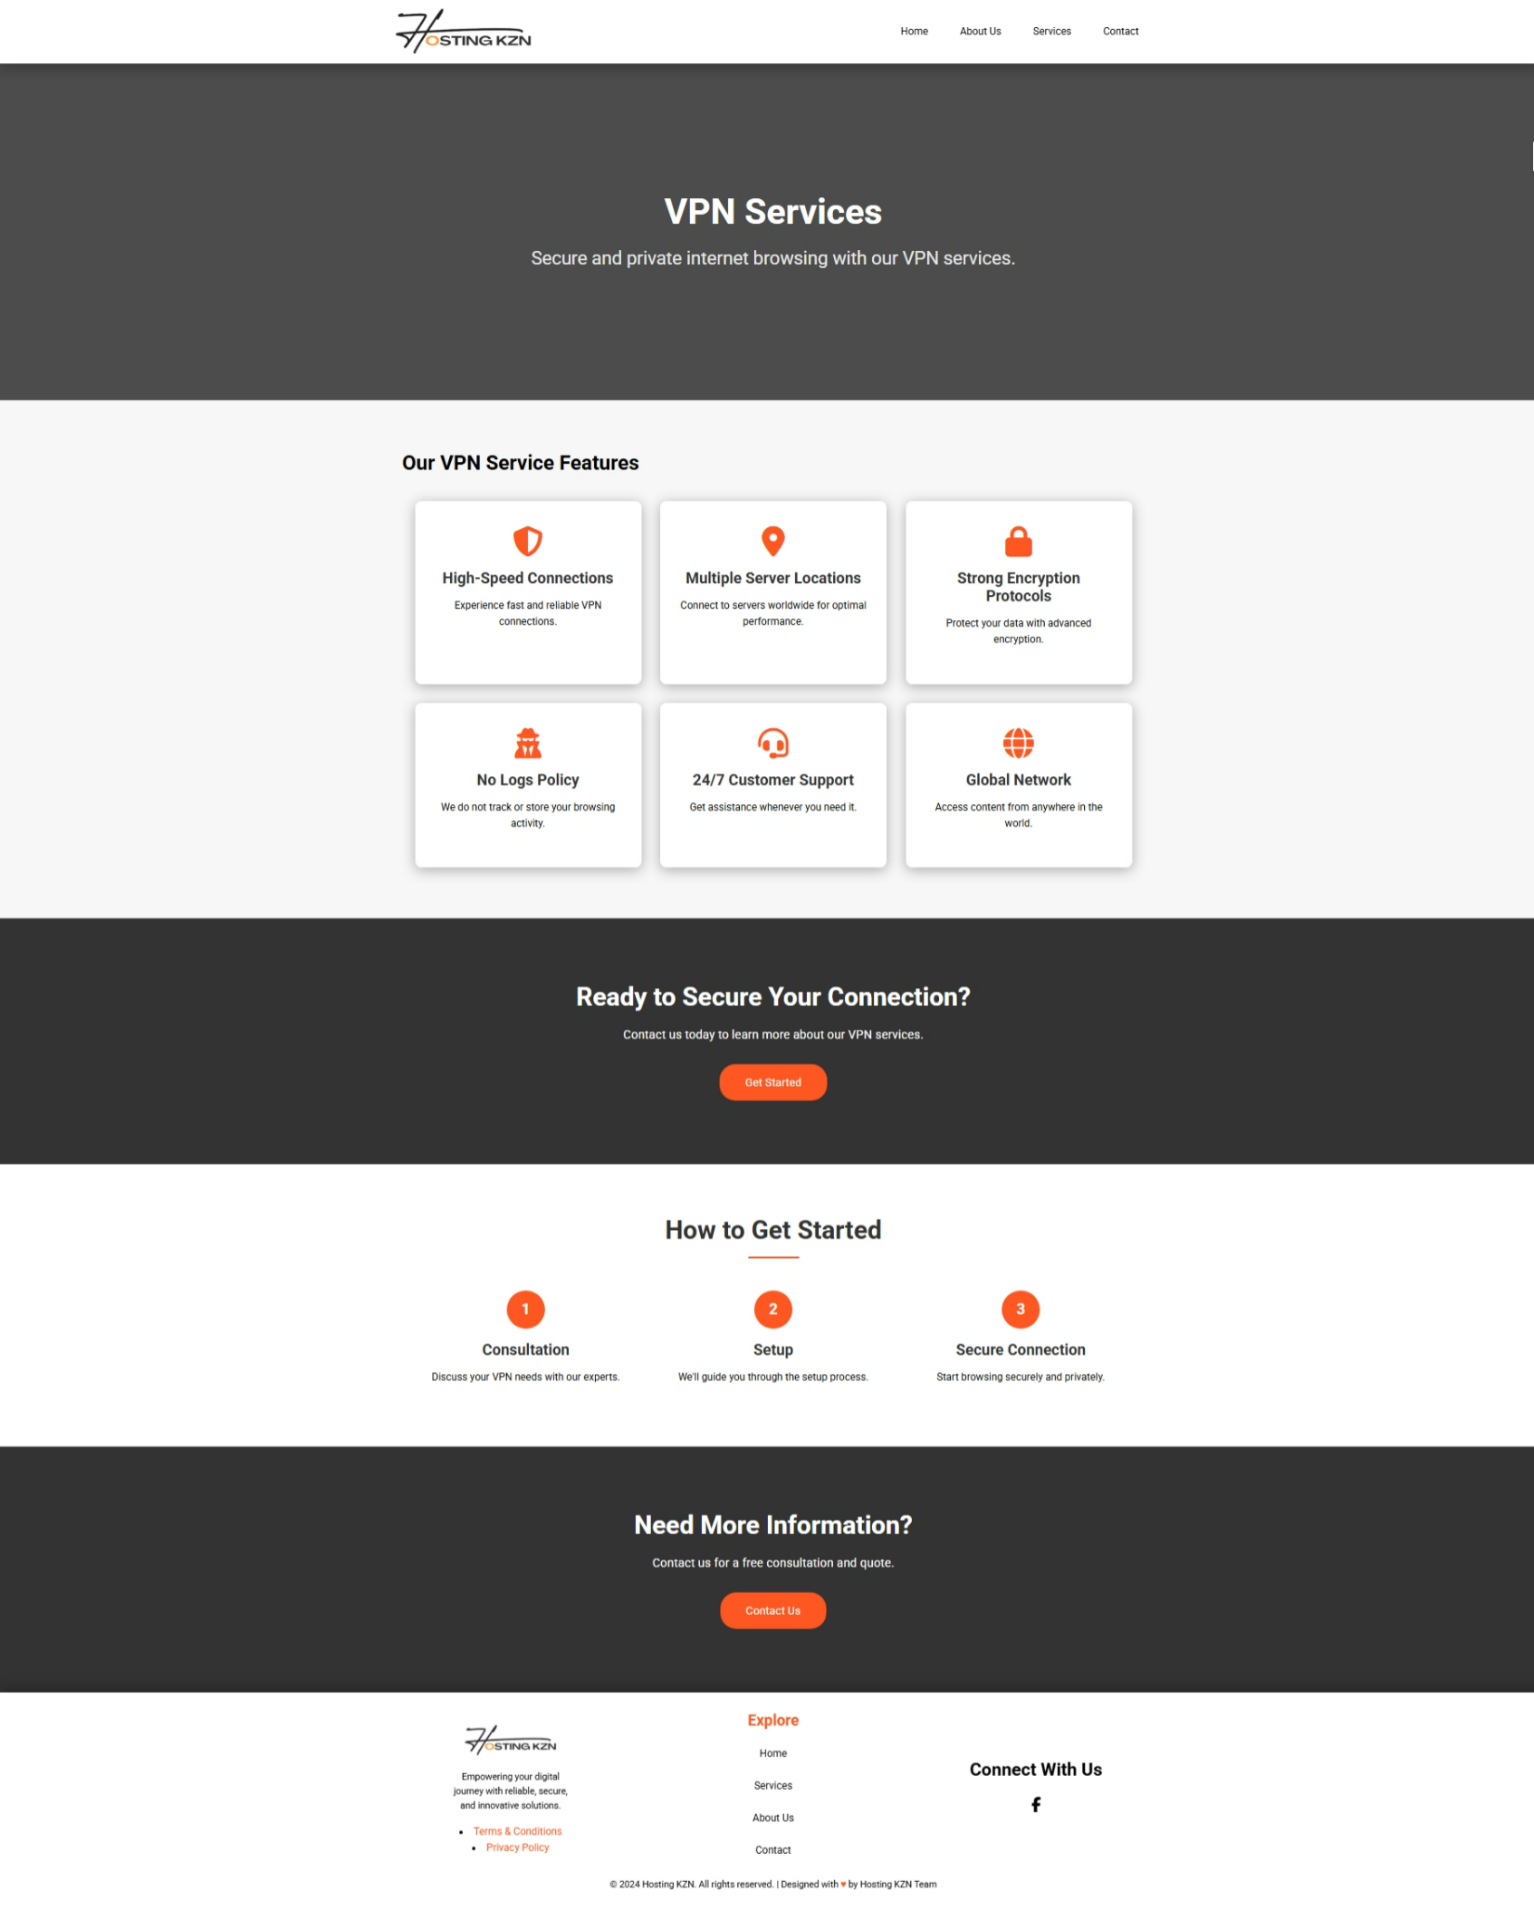 HOSTING KZN
Home
About Us
Services
Contact
VPN Services
Secure and private internet browsing with our VPN services.
Our VPN Service Features
High-Speed Connections
Experience fast and reliable VPN
connections.
Multiple Server Locations
Connect to servers worldwide for optimal
performance.
Strong Encryption
Protocols
Protect your data with advanced
encryption.
No Logs Policy
We do not track or store your browsing
activity.
24/7 Customer Support
Get assistance whenever you need it.
Global Network
Access content from anywhere in the
world.
Ready to Secure Your Connection?
Contact us today to learn more about our VPN services.
Get Started
How to Get Started
1
Consultation
Discuss your VPN needs with our experts.
2
Setup
We'll guide you through the setup process.
3
Secure Connection
Start browsing securely and privately.
Need More Information?
Contact us for a free consultation and quote.
Contact Us
HOSTING KZN
Empowering your digital
journey with reliable, secure,
and innovative solutions.
• Terms & Conditions
• Privacy Policy
Explore
Home
Services
About Us
Contact
Connect With Us
© 2024 Hosting KZN. All rights reserved. | Designed with ♥ by Hosting KZN Team